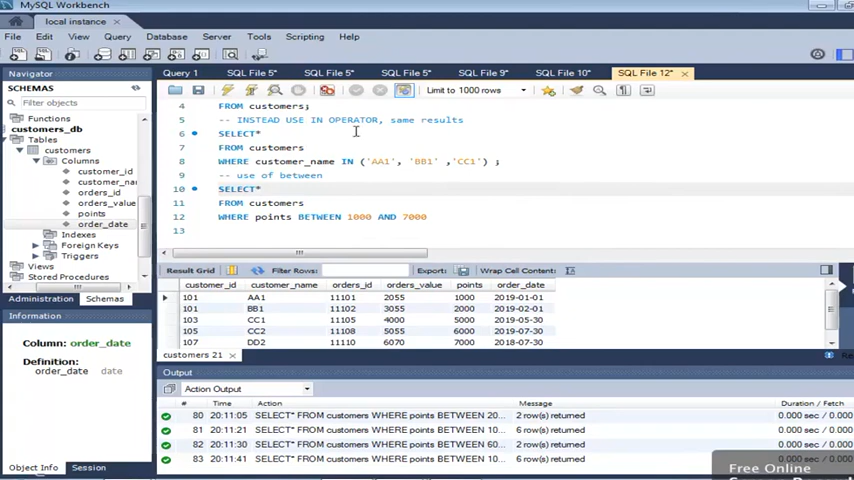 MySQL Workbench
local instance
File Edit View Query Database Server Tools Scripting Help
Navigator
Query 1 SQL File 5* SQL File 5* SQL File 5* SQL File 9* SQL File 10* SQL File 12*
SCHEMAS
Limit to 1000 rows
Filter objects
Functions
customers_db
Tables
customers
Columns
customer_id
customer_nam
orders_id
orders_value
points
order_date
Indexes
Foreign Keys
Triggers
Views
Stored Procedures
Administration Schemas
Information
Column: order_date
Definition:
order_date date
Object Info Session
4 FROM customers;
5 -- INSTEAD USE IN OPERATOR, same results
6 SELECT*
7 FROM customers
8 WHERE customer_name IN ('AA1', 'BB1' ,'CC1') ;
9 -- use of between
10 SELECT*
11 FROM customers
12 WHERE points BETWEEN 1000 AND 7000
13
Result Grid Filter Rows: Export: Wrap Cell Content:
customer_id customer_name orders_id orders_value points order_date
101 AA1 11101 2055 1000 2019-01-01
101 BB1 11102 3055 2000 2019-02-01
103 CC1 11105 4000 5000 2019-05-30
105 CC2 11108 5055 6000 2019-07-30
107 DD2 11110 6070 7000 2018-07-30
customers 21
Output
Action Output
# Time Action Message Duration / Fetch
80 20:11:05 SELECT* FROM customers WHERE points BETWEEN 20... 2 row(s) returned 0.000 sec / 0.000
81 20:11:21 SELECT* FROM customers WHERE points BETWEEN 10... 6 row(s) returned 0.000 sec / 0.000
82 20:11:30 SELECT* FROM customers WHERE points BETWEEN 60... 2 row(s) returned 0.000 sec / 0.000
83 20:11:41 SELECT* FROM customers WHERE points BETWEEN 10... 6 row(s) returned 0.000 sec / 0.000
Free Online